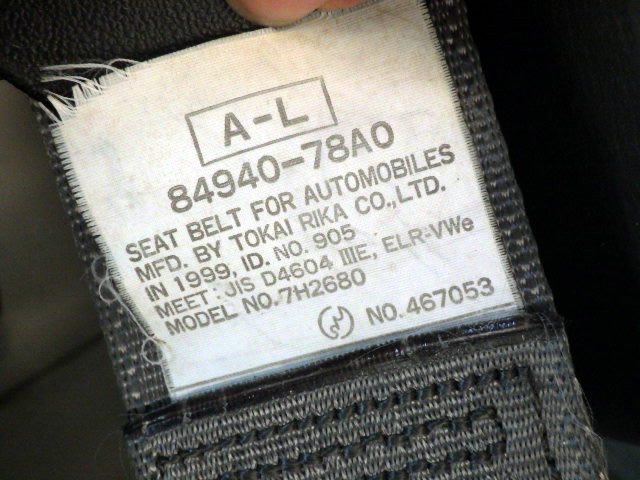 A-L
84940-78A0
SEAT BELT FOR AUTOMOBILES
MFD. BY TOKAI RIKA CO.,LTD.
IN 1999, ID. NO. 905
MEET : JIS D4604 IIIE, ELR-VWe
MODEL NO. 7H2680
NO. 467053